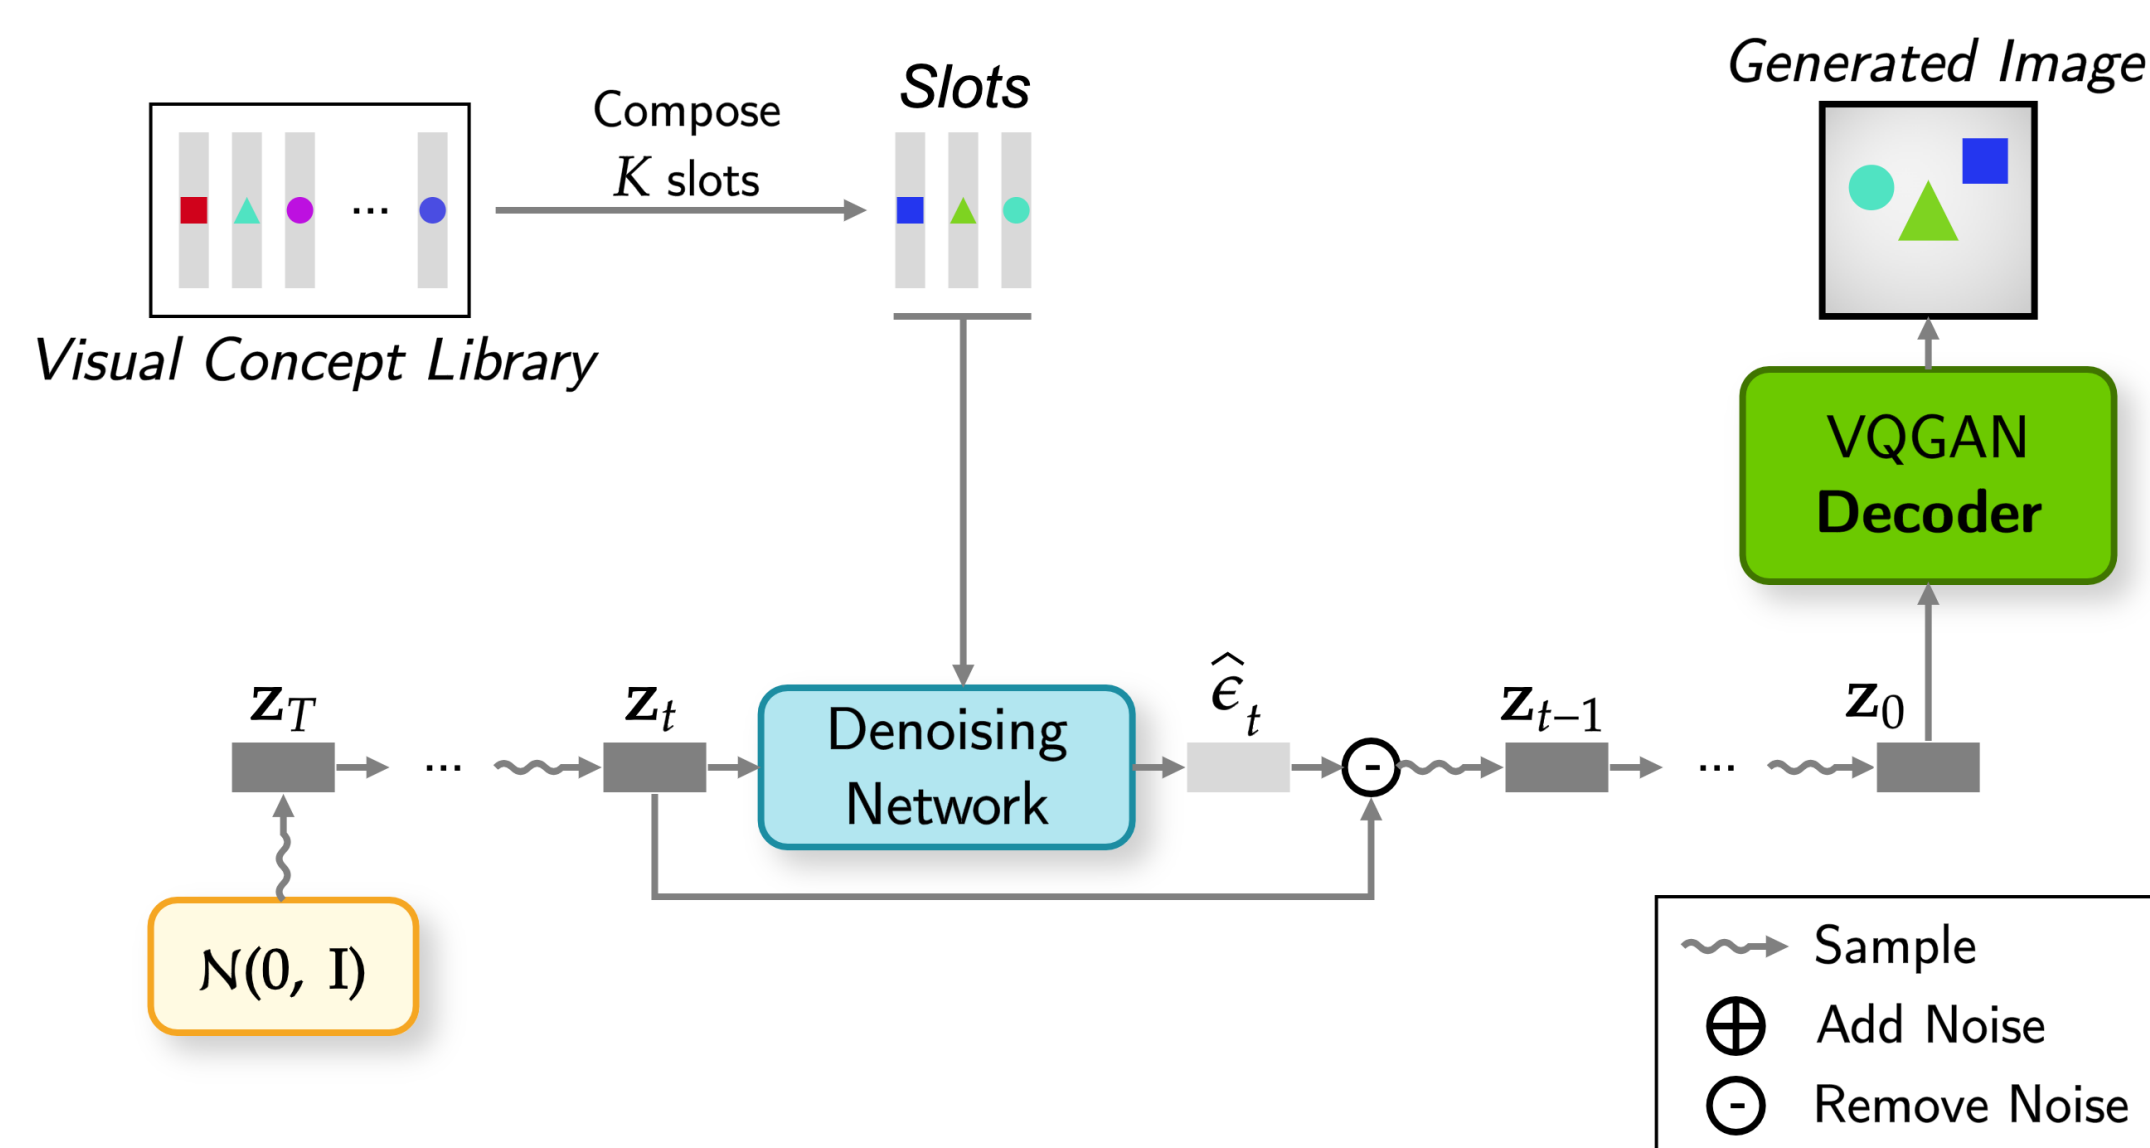 Generated Image
Slots
Compose
K slots
...
Visual Concept Library
VQGAN
Decoder
z_T
z_t
Denoising
Network
ϵ̂_t
z_{t−1}
z_0
...
-
...
N(0, I)
Sample
Add Noise
- Remove Noise